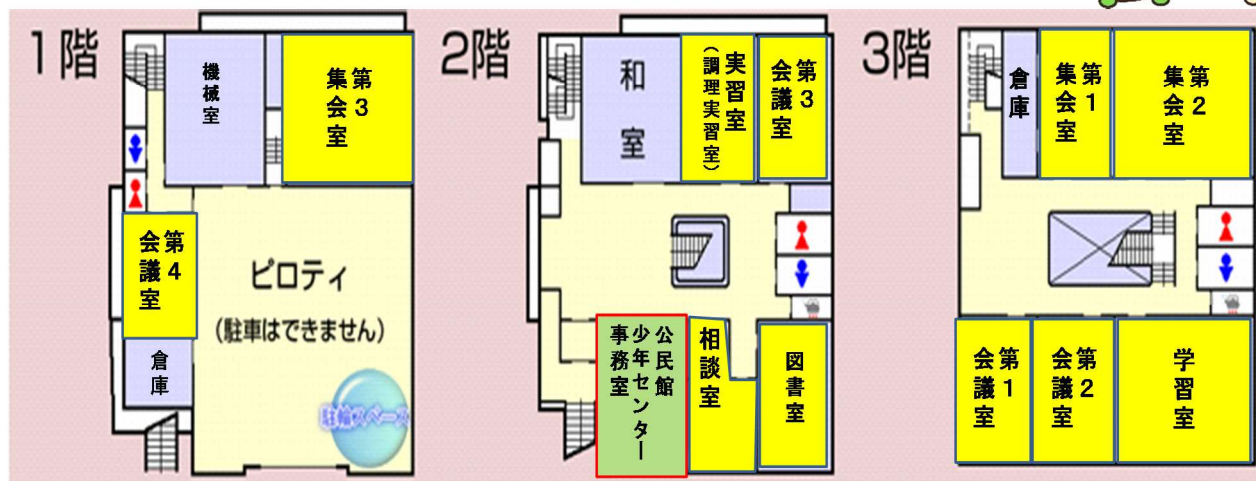 1階
機械室
第3
集会室
第4
会議室
倉庫
ピロティ
(駐車はできません)
駐輪スペース
2階
和室
実習室
(調理実習室)
第3
会議室
公民館
少年センター
事務室
相談室
図書室
3階
倉庫
第1
集会室
第2
集会室
第1
会議室
第2
会議室
学習室